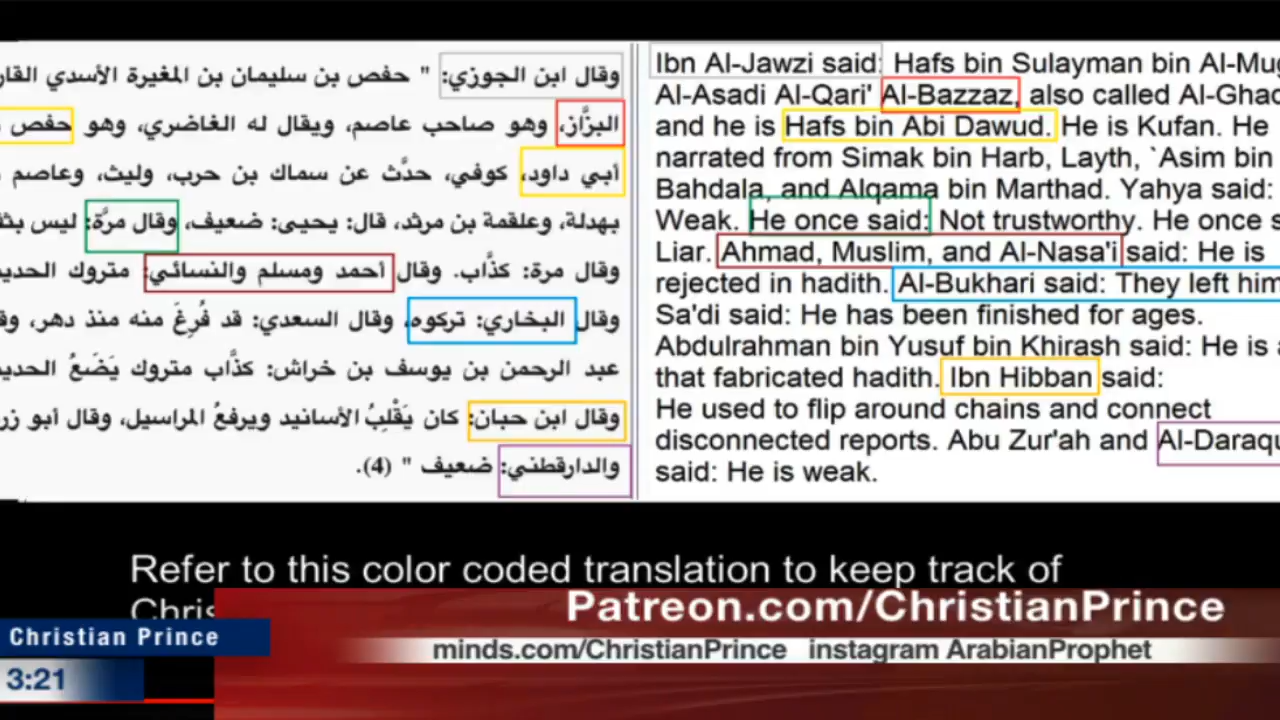 وقال ابن الجوزي: " حفص بن سليمان بن المغيرة الأسدي
البزَّاز، وهو صاحب عاصم، ويقال له الغاضري، وهو حفص
أبي داود، كوفي، حدَّث عن سماك بن حرب، وليث، وعاصم
بهدلة، وعلقمة بن مرثد، قال: يحيى: ضعيف، وقال مرَّة: ليس
وقال مرة: كذَّاب. وقال أحمد ومسلم والنسائي: متروك
وقال البخاري: تركوه، وقال السعدي: قد فُرِغَ منه منذ دهر،
عبد الرحمن بن يوسف بن خراش: كذَّاب متروك يَضَعُ
وقال ابن حبان: كان يَقْلِبُ الأسانيد ويرفعُ المراسيل، وقال أبو
والدارقطني: ضعيف " (4).
Ibn Al-Jawzi said: Hafs bin Sulayman bin
Al-Asadi Al-Qari' Al-Bazzaz, also called
and he is Hafs bin Abi Dawud. He is Kufan. He
narrated from Simak bin Harb, Layth, `Asim bin
Bahdala, and Alqama bin Marthad. Yahya said:
Weak. He once said: Not trustworthy. He once
Liar. Ahmad, Muslim, and Al-Nasa'i said: He is
rejected in hadith. Al-Bukhari said: They left him
Sa'di said: He has been finished for ages.
Abdulrahman bin Yusuf bin Khirash said: He is
that fabricated hadith. Ibn Hibban said:
He used to flip around chains and connect
disconnected reports. Abu Zur'ah and
said: He is weak.
Refer to this color coded translation to keep track of
Patreon.com/ChristianPrince
Christian Prince
minds.com/ChristianPrince instagram ArabianProphet
3:21